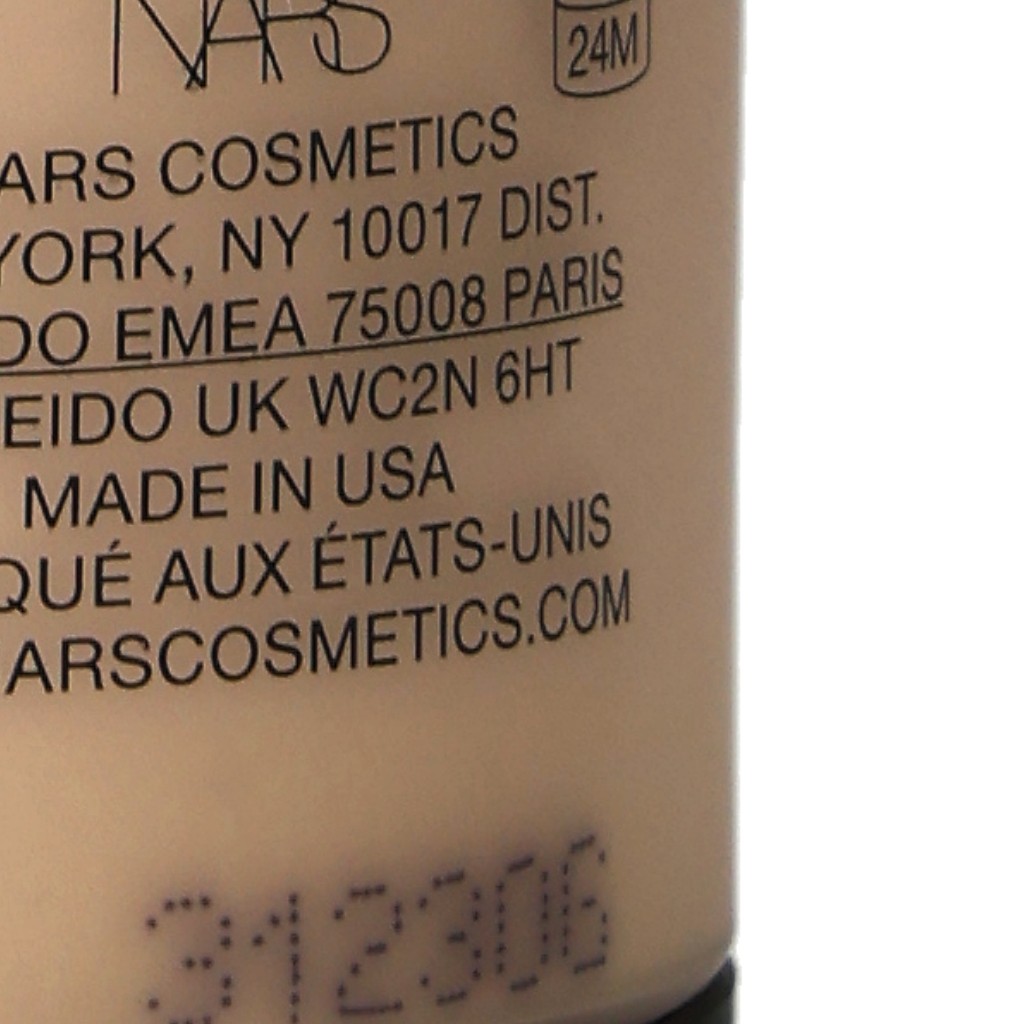 NARS
24M
ARS COSMETICS
YORK, NY 10017 DIST.
DO EMEA 75008 PARIS
EIDO UK WC2N 6HT
MADE IN USA
QUÉ AUX ÉTATS-UNIS
ARSCOSMETICS.COM
312306